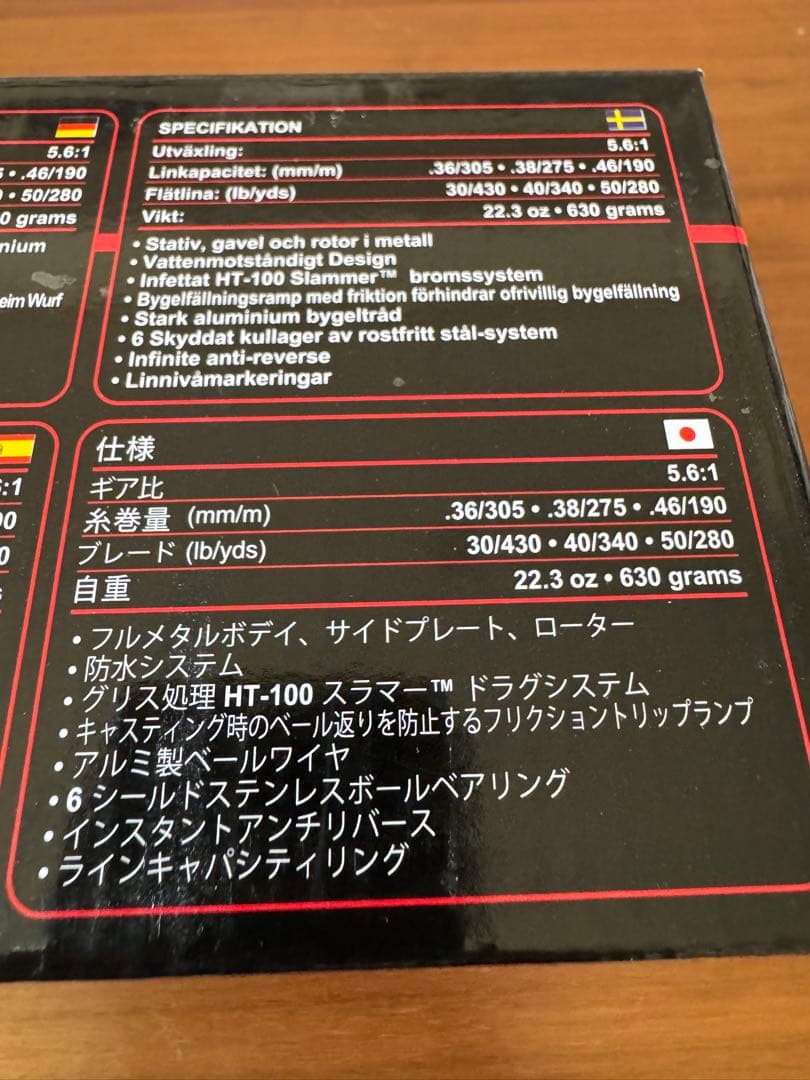 5.6:1
.46/190
50/280
grams
eim Wurf
SPECIFIKATION
Utväxling: 5.6:1
Linkapacitet: (mm/m) .36/305 • .38/275 • .46/190
Flätlina: (lb/yds) 30/430 • 40/340 • 50/280
Vikt: 22.3 oz • 630 grams
• Stativ, gavel och rotor i metall
• Vattenmotståndigt Design
• Infettat HT-100 Slammer™ bromssystem
• Bygelfällningsramp med friktion förhindrar ofrivillig bygelfällning
• Stark aluminium bygeltråd
• 6 Skyddat kullager av rostfritt stål-system
• Infinite anti-reverse
• Linnivåmarkeringar
仕様
ギア比 5.6:1
糸巻量 (mm/m) .36/305 • .38/275 • .46/190
ブレード (lb/yds) 30/430 • 40/340 • 50/280
自重 22.3 oz • 630 grams
• フルメタルボデイ、サイドプレート、ローター
• 防水システム
• グリス処理 HT-100 スラマー™ ドラグシステム
• キャスティング時のベール返りを防止するフリクショントリップランプ
• アルミ製ベールワイヤ
• 6 シールドステンレスボールベアリング
• インスタントアンチリバース
• ラインキャパシティリング